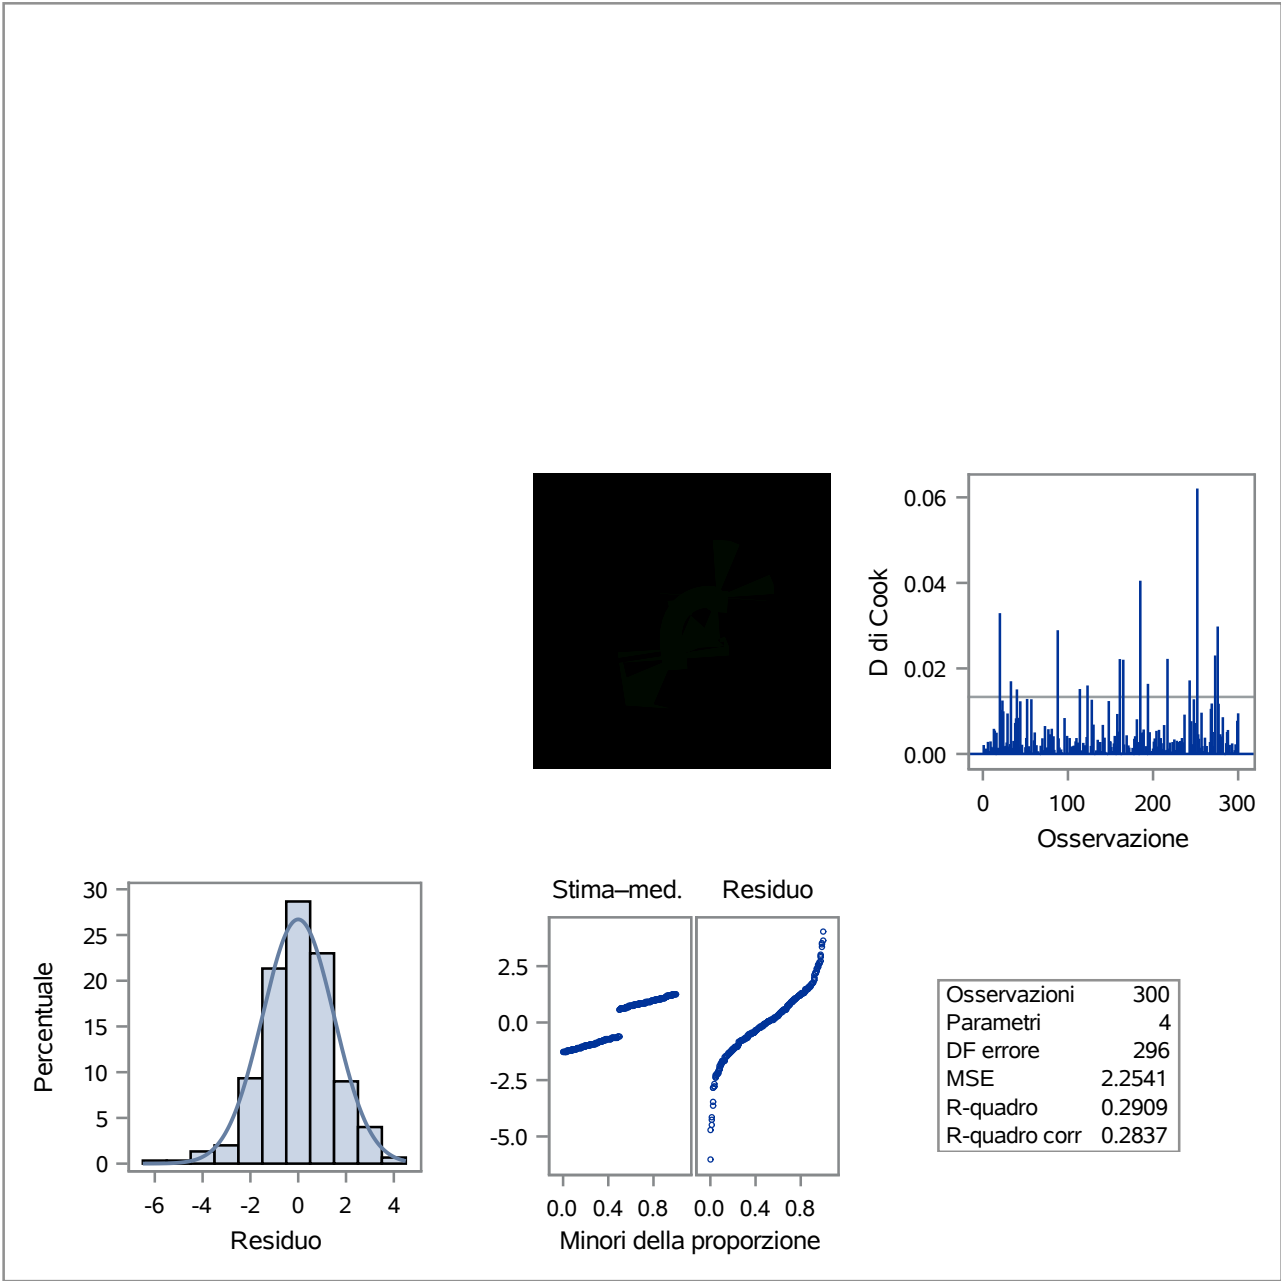 0.06
0.04
0.02
0.00
D di Cook
0 100 200 300
Osservazione
30
25
20
15
10
5
0
Percentuale
-6 -4 -2 0 2 4
Residuo
Stima–med. Residuo
2.5
0.0
-2.5
-5.0
0.0 0.4 0.8 0.0 0.4 0.8
Minori della proporzione
Osservazioni 300
Parametri 4
DF errore 296
MSE 2.2541
R-quadro 0.2909
R-quadro corr 0.2837